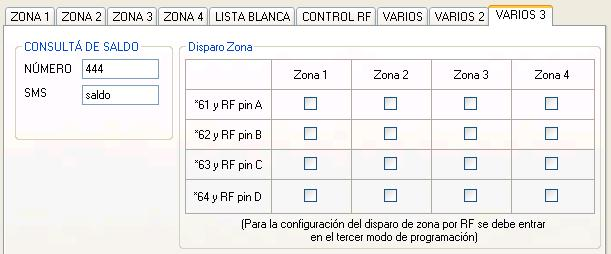 ZONA 1 ZONA 2 ZONA 3 ZONA 4 LISTA BLANCA CONTROL RF VARIOS VARIOS 2 VARIOS 3
CONSULTÁ DE SALDO
NÚMERO 444
SMS saldo
Disparo Zona
Zona 1 Zona 2 Zona 3 Zona 4
*61 y RF pin A
*62 y RF pin B
*63 y RF pin C
*64 y RF pin D
(Para la configuración del disparo de zona por RF se debe entrar
en el tercer modo de programación)